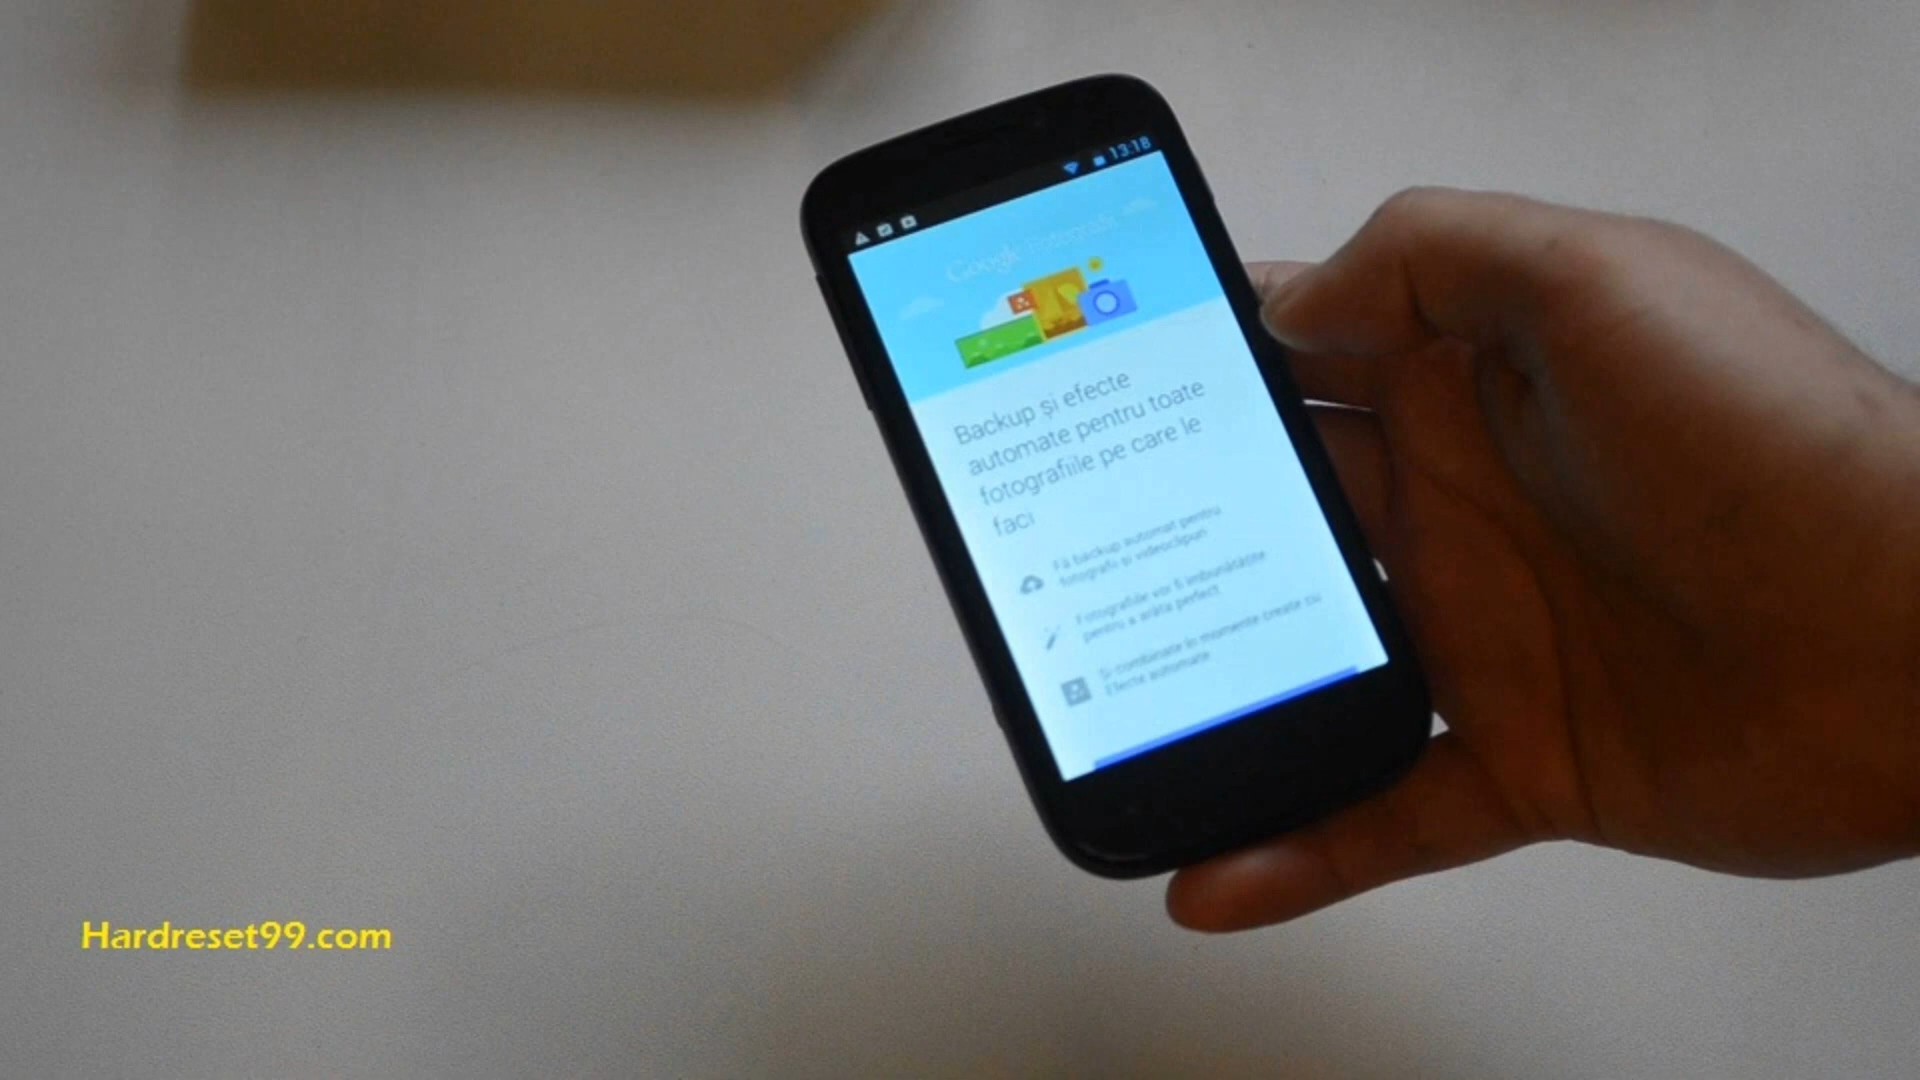 13:18
Google Fotografii
Backup și efecte
automate pentru toate
fotografiile pe care le
faci
Fă backup automat pentru
fotografii și videoclipuri
Fotografiile vor fi îmbunătățite
pentru a arăta perfect
Și combinate în momente create cu
Efecte automate
Hardreset99.com